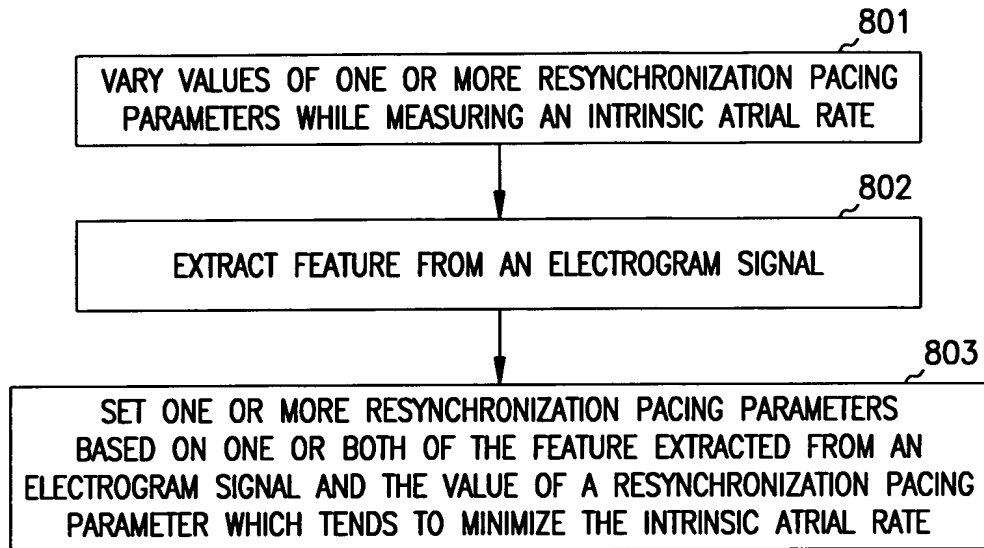 801
VARY VALUES OF ONE OR MORE RESYNCHRONIZATION PACING
PARAMETERS WHILE MEASURING AN INTRINSIC ATRIAL RATE
802
EXTRACT FEATURE FROM AN ELECTROGRAM SIGNAL
803
SET ONE OR MORE RESYNCHRONIZATION PACING PARAMETERS
BASED ON ONE OR BOTH OF THE FEATURE EXTRACTED FROM AN
ELECTROGRAM SIGNAL AND THE VALUE OF A RESYNCHRONIZATION PACING
PARAMETER WHICH TENDS TO MINIMIZE THE INTRINSIC ATRIAL RATE